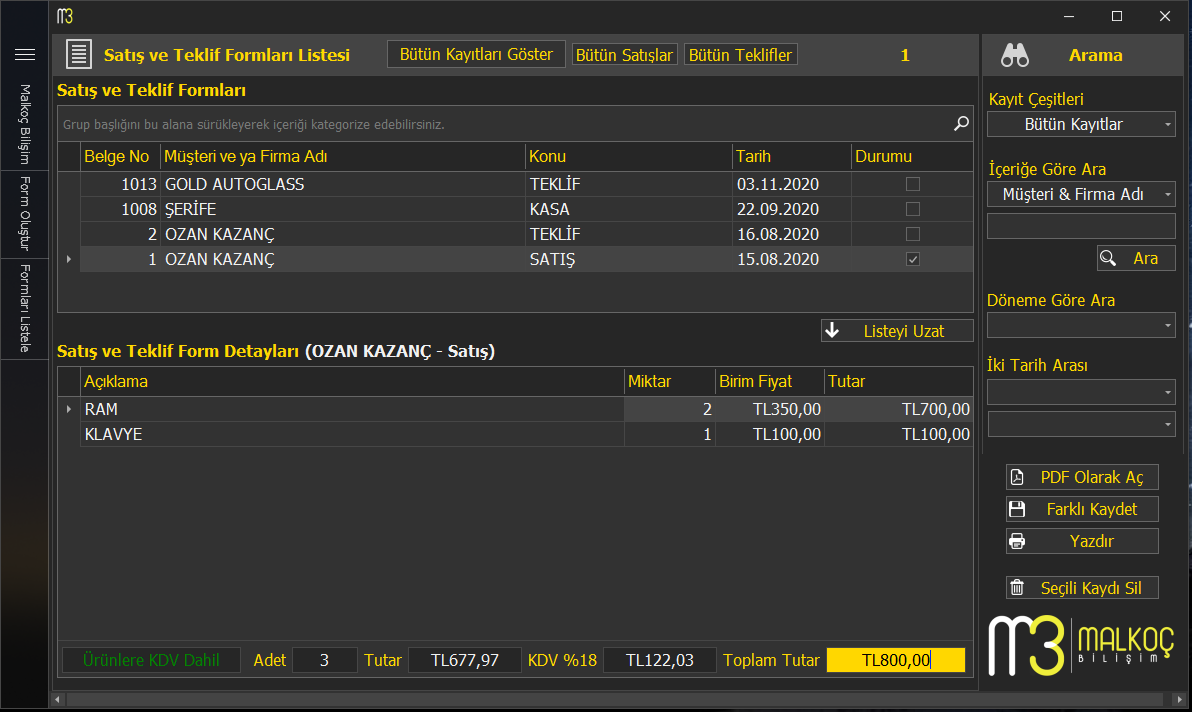 m3
Satış ve Teklif Formları Listesi
Bütün Kayıtları Göster
Bütün Satışlar
Bütün Teklifler
1
Malkoç Bilişim
Form Oluştur
Formları Listele
Satış ve Teklif Formları
Grup başlığını bu alana sürükleyerek içeriği kategorize edebilirsiniz.
Belge No Müşteri ve ya Firma Adı Konu Tarih Durumu
1013 GOLD AUTOGLASS TEKLİF 03.11.2020
1008 ŞERİFE KASA 22.09.2020
2 OZAN KAZANÇ TEKLİF 16.08.2020
1 OZAN KAZANÇ SATIŞ 15.08.2020
Listeyi Uzat
Satış ve Teklif Form Detayları (OZAN KAZANÇ - Satış)
Açıklama Miktar Birim Fiyat Tutar
RAM 2 TL350,00 TL700,00
KLAVYE 1 TL100,00 TL100,00
Ürünlere KDV Dahil Adet 3 Tutar TL677,97 KDV %18 TL122,03 Toplam Tutar TL800,00
Arama
Kayıt Çeşitleri
Bütün Kayıtlar
İçeriğe Göre Ara
Müşteri & Firma Adı
Ara
Döneme Göre Ara
İki Tarih Arası
PDF Olarak Aç
Farklı Kaydet
Yazdır
Seçili Kaydı Sil
m3 MALKOÇ
BİLİŞİM